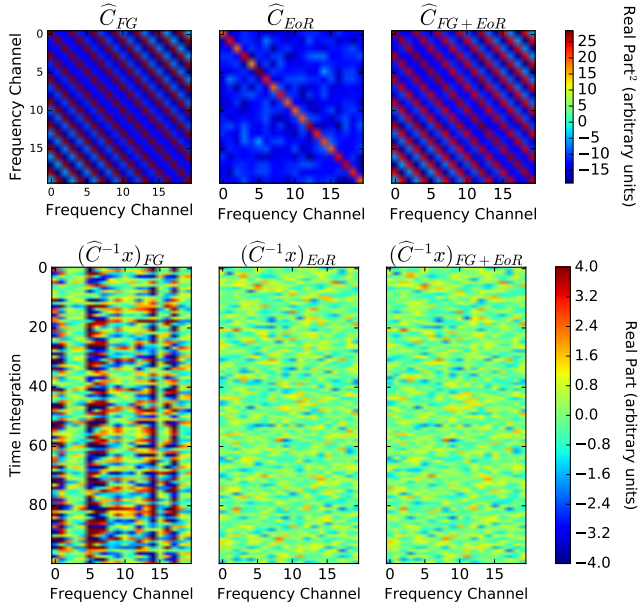 Ĉ_FG
Ĉ_EoR
Ĉ_FG+EoR
Frequency Channel
0
5
10
15
0 5 10 15
0 5 10 15
0 5 10 15
Frequency Channel
Frequency Channel
Frequency Channel
25
20
15
10
5
0
−5
−10
−15
Real Part² (arbitrary units)
(Ĉ⁻¹x)_FG
(Ĉ⁻¹x)_EoR
(Ĉ⁻¹x)_FG+EoR
Time Integration
0
20
40
60
80
0 5 10 15
0 5 10 15
0 5 10 15
Frequency Channel
Frequency Channel
Frequency Channel
4.0
3.2
2.4
1.6
0.8
0.0
−0.8
−1.6
−2.4
−3.2
−4.0
Real Part (arbitrary units)